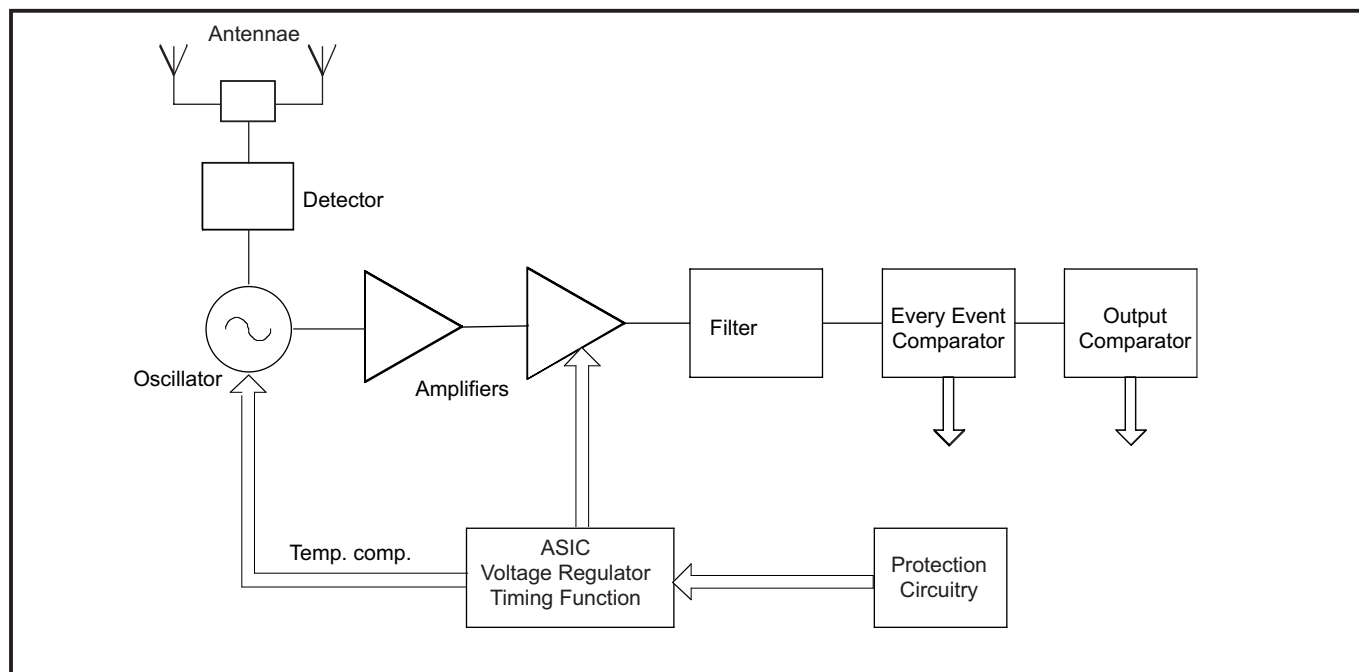 Antennae
Detector
Oscillator
Amplifiers
Filter
Every Event
Comparator
Output
Comparator
Temp. comp.
ASIC
Voltage Regulator
Timing Function
Protection
Circuitry